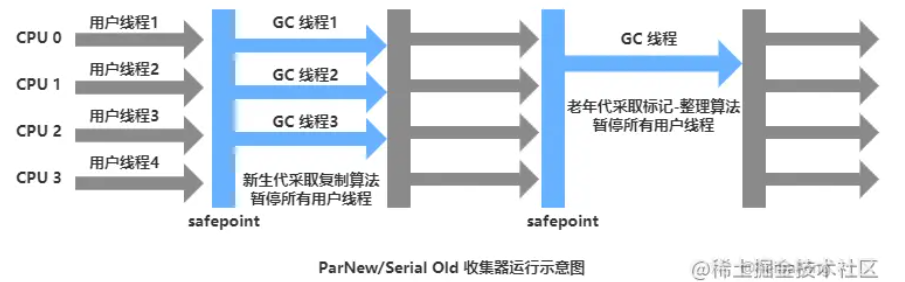 用户线程1
GC 线程1
GC 线程
CPU 0
用户线程2
GC 线程2
CPU 1
用户线程3
GC 线程3
老年代采取标记-整理算法
暂停所有用户线程
CPU 2
用户线程4
CPU 3
新生代采取复制算法
暂停所有用户线程
safepoint
safepoint
ParNew/Serial Old 收集器运行示意图
@稀土掘金技术社区